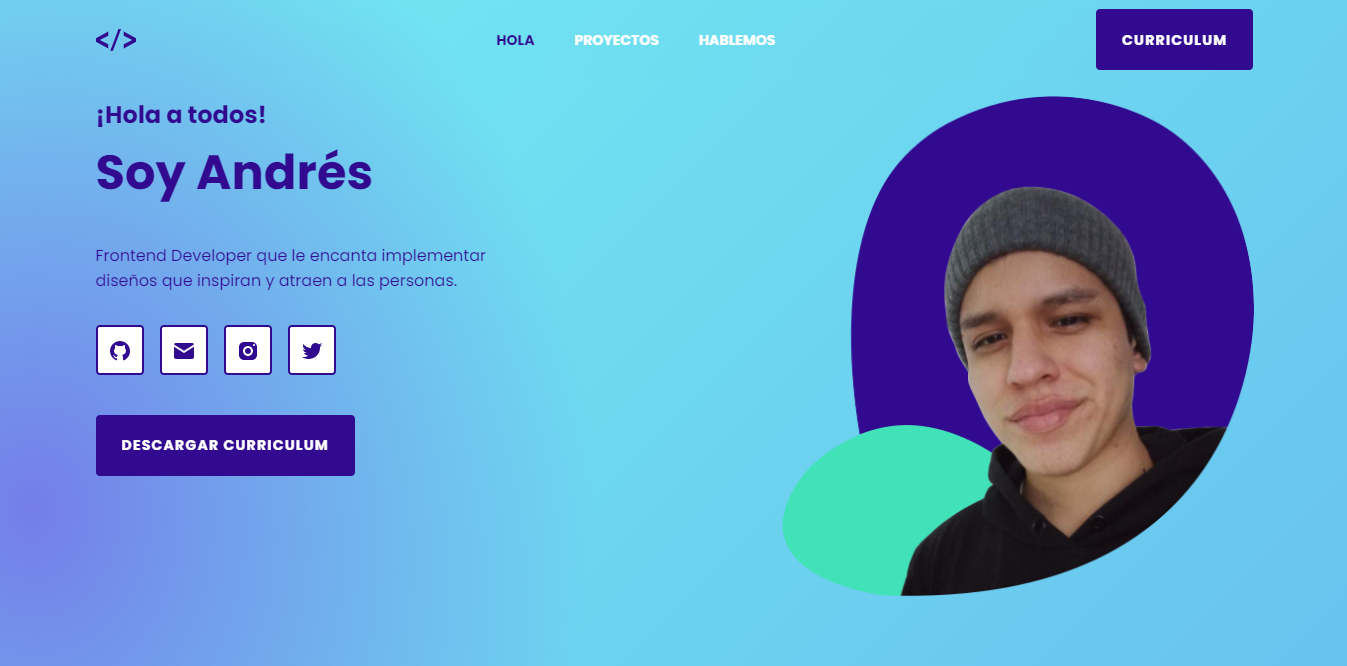 </>
HOLA
PROYECTOS
HABLEMOS
CURRICULUM
¡Hola a todos!
Soy Andrés
Frontend Developer que le encanta implementar
diseños que inspiran y atraen a las personas.
DESCARGAR CURRICULUM